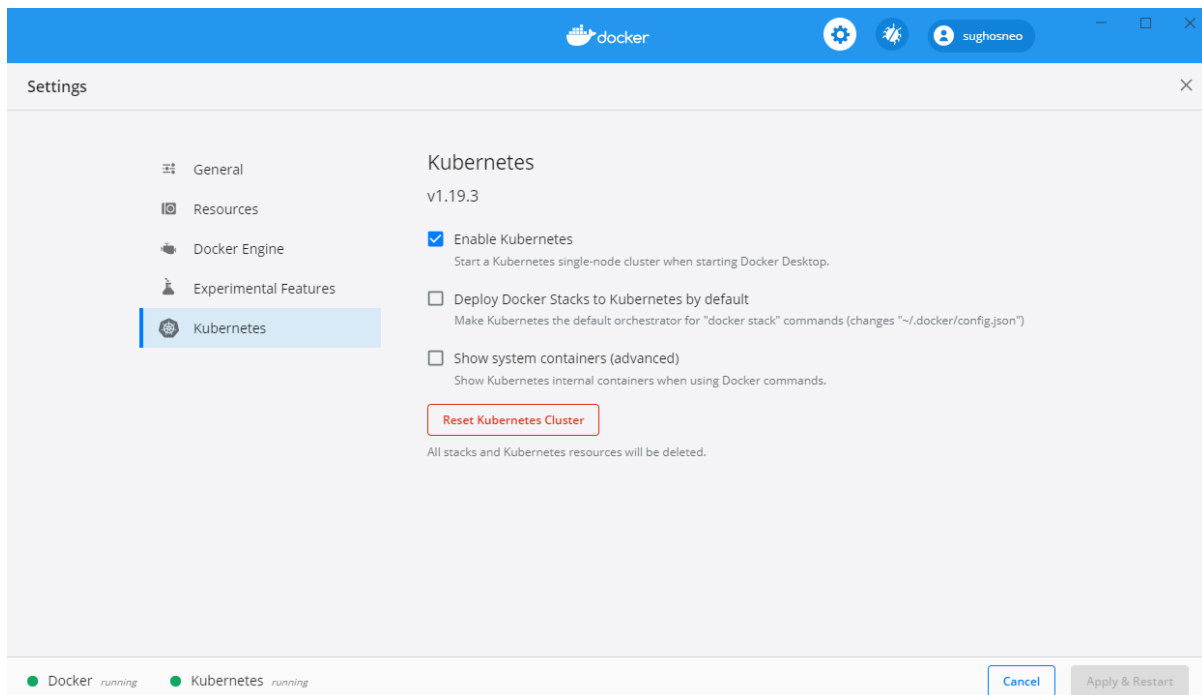 docker
sughosneo
Settings
General
Resources
Docker Engine
Experimental Features
Kubernetes
Kubernetes
v1.19.3
Enable Kubernetes
Start a Kubernetes single-node cluster when starting Docker Desktop.
Deploy Docker Stacks to Kubernetes by default
Make Kubernetes the default orchestrator for "docker stack" commands (changes "~/.docker/config.json")
Show system containers (advanced)
Show Kubernetes internal containers when using Docker commands.
Reset Kubernetes Cluster
All stacks and Kubernetes resources will be deleted.
Docker running
Kubernetes running
Cancel
Apply & Restart